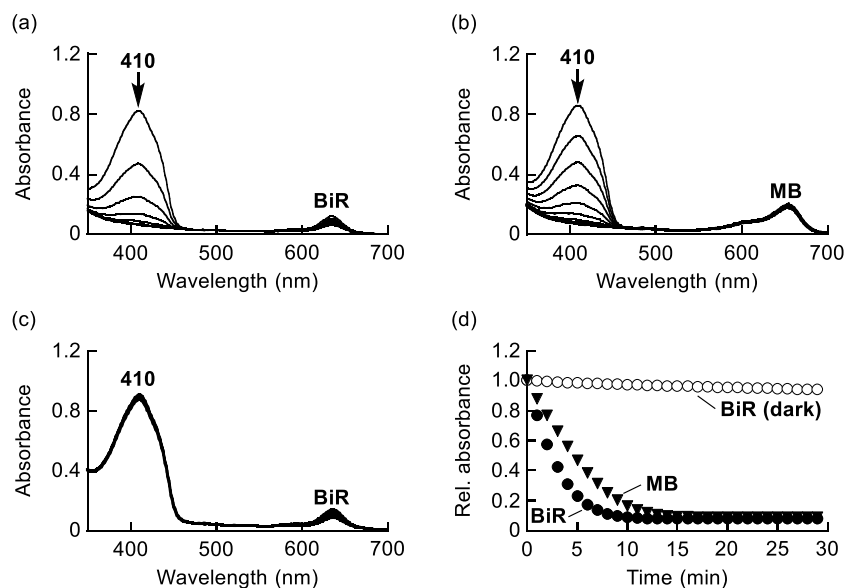 (a)
1.2
0.8
0.4
0
Absorbance
410
BiR
400 500 600 700
Wavelength (nm)
(b)
1.2
0.8
0.4
0
Absorbance
410
MB
400 500 600 700
Wavelength (nm)
(c)
1.2
0.8
0.4
0
Absorbance
410
BiR
400 500 600 700
Wavelength (nm)
(d)
1.2
1.0
0.8
0.6
0.4
0.2
0
Rel. absorbance
BiR (dark)
MB
BiR
0 5 10 15 20 25 30
Time (min)